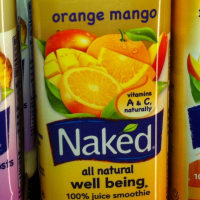 orange mango
vitamins
A & C,
naturally
Naked
all natural
well being.
100% juice smoothie